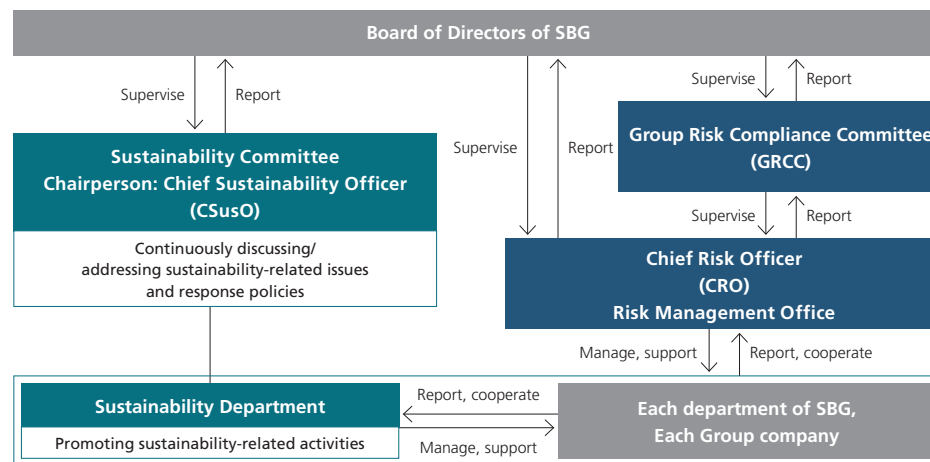 Board of Directors of SBG
Supervise
Report
Supervise
Report
Supervise
Report
Group Risk Compliance Committee
(GRCC)
Sustainability Committee
Chairperson: Chief Sustainability Officer
(CSusO)
Continuously discussing/
addressing sustainability-related issues
and response policies
Supervise
Report
Chief Risk Officer
(CRO)
Risk Management Office
Manage, support
Report, cooperate
Sustainability Department
Promoting sustainability-related activities
Report, cooperate
Manage, support
Each department of SBG,
Each Group company